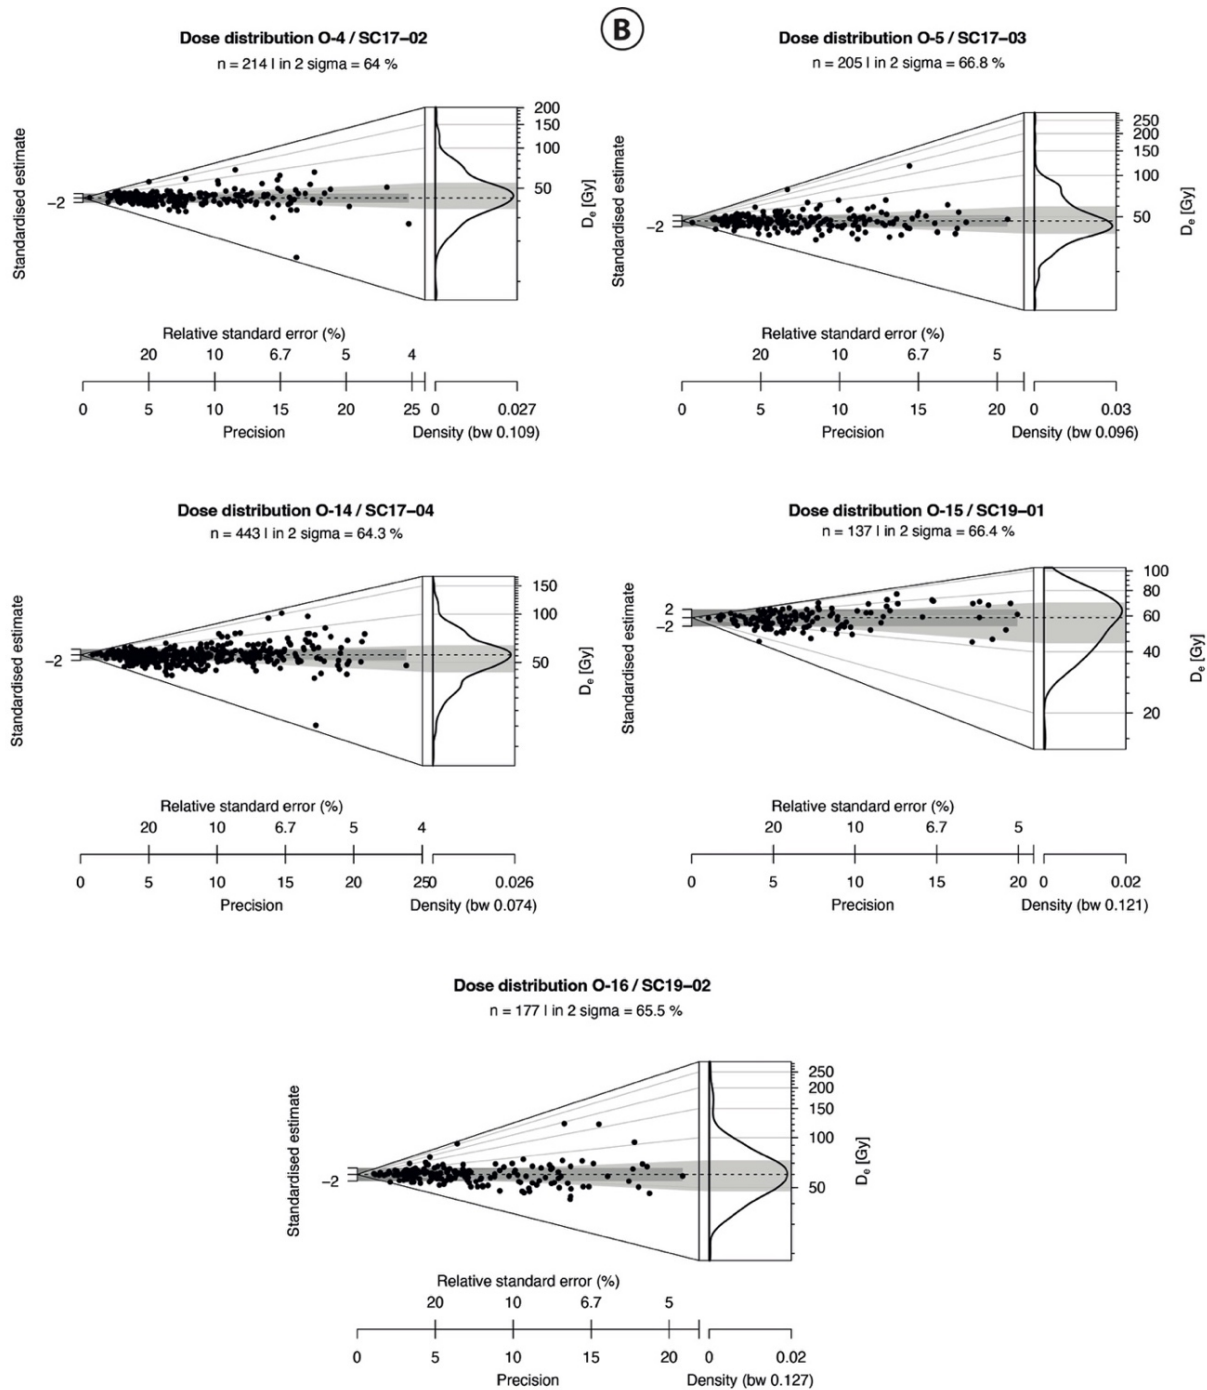 B
Dose distribution O-4 / SC17–02
n = 214 | in 2 sigma = 64 %
Standardised estimate
−2
200
150
100
50
De [Gy]
Relative standard error (%)
20 10 6.7 5 4
0 5 10 15 20 25 0 0.027
Precision Density (bw 0.109)
Dose distribution O-5 / SC17–03
n = 205 | in 2 sigma = 66.8 %
Standardised estimate
−2
250
200
150
100
50
De [Gy]
Relative standard error (%)
20 10 6.7 5
0 5 10 15 20 0 0.03
Precision Density (bw 0.096)
Dose distribution O-14 / SC17–04
n = 443 | in 2 sigma = 64.3 %
Standardised estimate
−2
150
100
50
De [Gy]
Relative standard error (%)
20 10 6.7 5 4
0 5 10 15 20 250 0.026
Precision Density (bw 0.074)
Dose distribution O-15 / SC19–01
n = 137 | in 2 sigma = 66.4 %
Standardised estimate
2
−2
100
80
60
40
20
De [Gy]
Relative standard error (%)
20 10 6.7 5
0 5 10 15 20 0 0.02
Precision Density (bw 0.121)
Dose distribution O-16 / SC19–02
n = 177 | in 2 sigma = 65.5 %
Standardised estimate
−2
250
200
150
100
50
De [Gy]
Relative standard error (%)
20 10 6.7 5
0 5 10 15 20 0 0.02
Precision Density (bw 0.127)